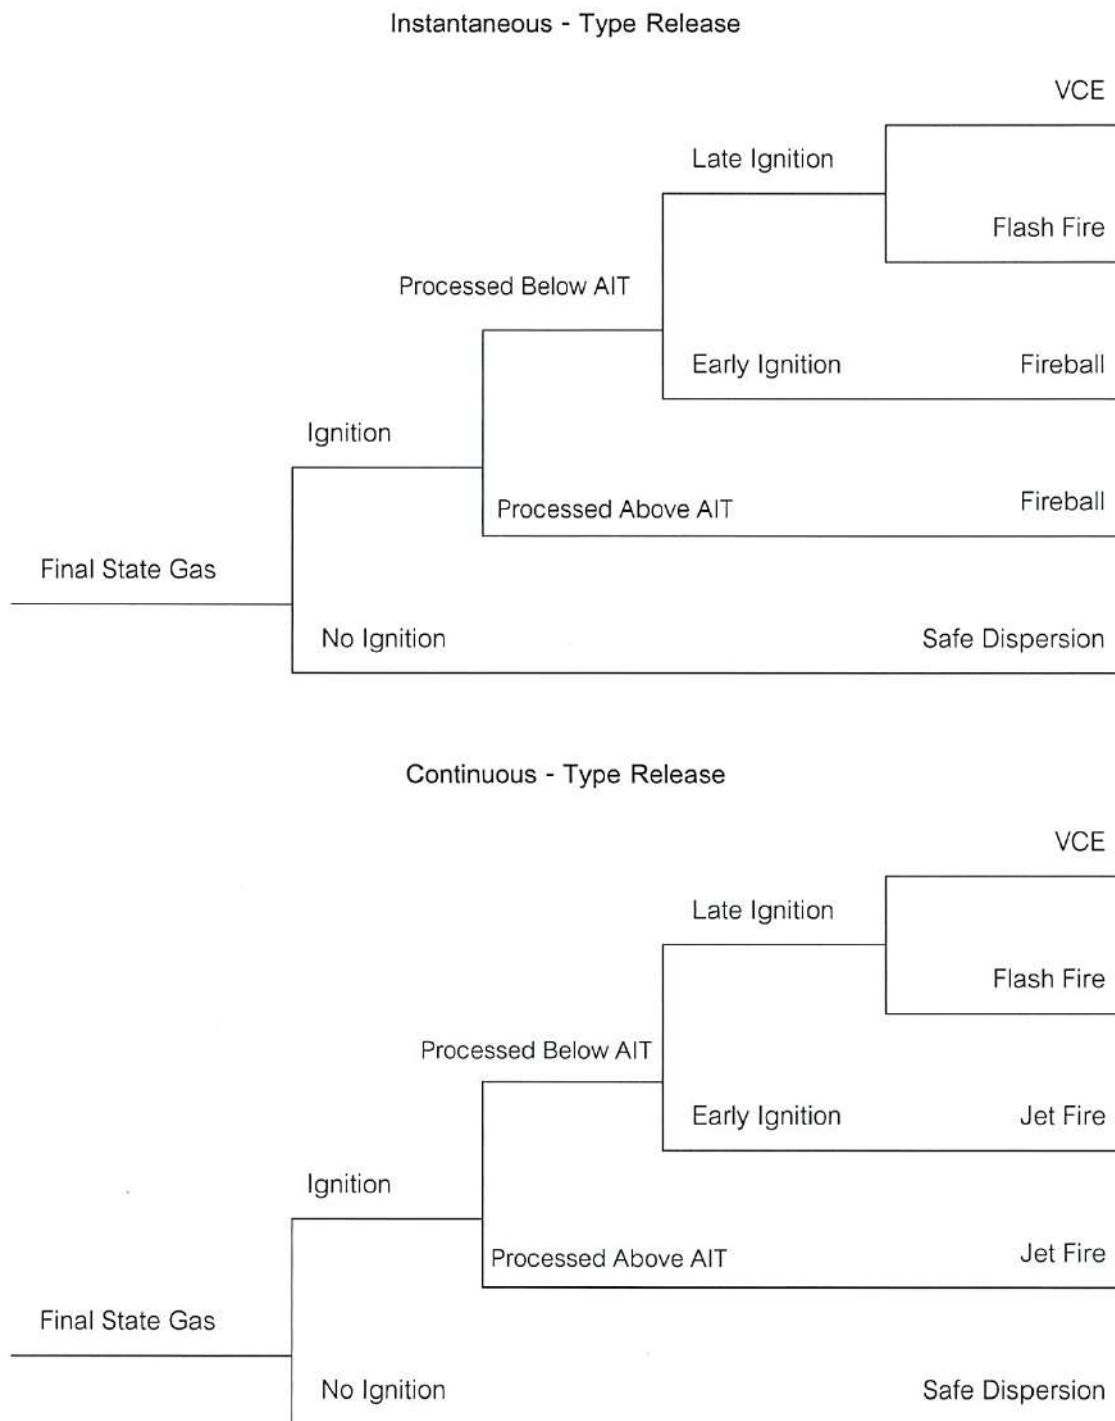 Instantaneous - Type Release
VCE
Late Ignition
Flash Fire
Processed Below AIT
Early Ignition
Fireball
Ignition
Processed Above AIT
Fireball
Final State Gas
No Ignition
Safe Dispersion
Continuous - Type Release
VCE
Late Ignition
Flash Fire
Processed Below AIT
Early Ignition
Jet Fire
Ignition
Processed Above AIT
Jet Fire
Final State Gas
No Ignition
Safe Dispersion